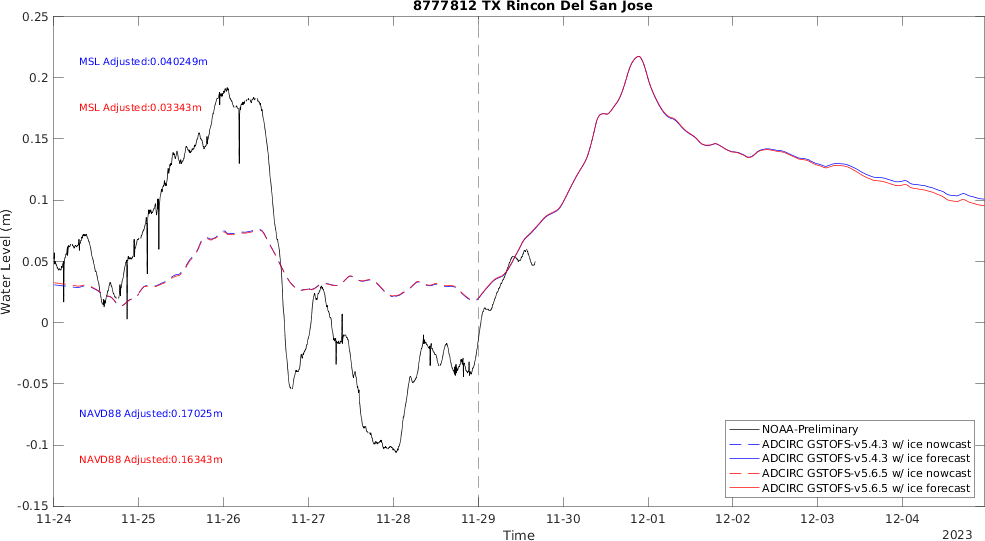 8777812 TX Rincon Del San Jose
0.25
0.2
0.15
0.1
0.05
0
-0.05
-0.1
-0.15
Water Level (m)
MSL Adjusted:0.040249m
MSL Adjusted:0.03343m
NAVD88 Adjusted:0.17025m
NAVD88 Adjusted:0.16343m
NOAA-Preliminary
ADCIRC GSTOFS-v5.4.3 w/ ice nowcast
ADCIRC GSTOFS-v5.4.3 w/ ice forecast
ADCIRC GSTOFS-v5.6.5 w/ ice nowcast
ADCIRC GSTOFS-v5.6.5 w/ ice forecast
11-24 11-25 11-26 11-27 11-28 11-29 11-30 12-01 12-02 12-03 12-04
Time
2023